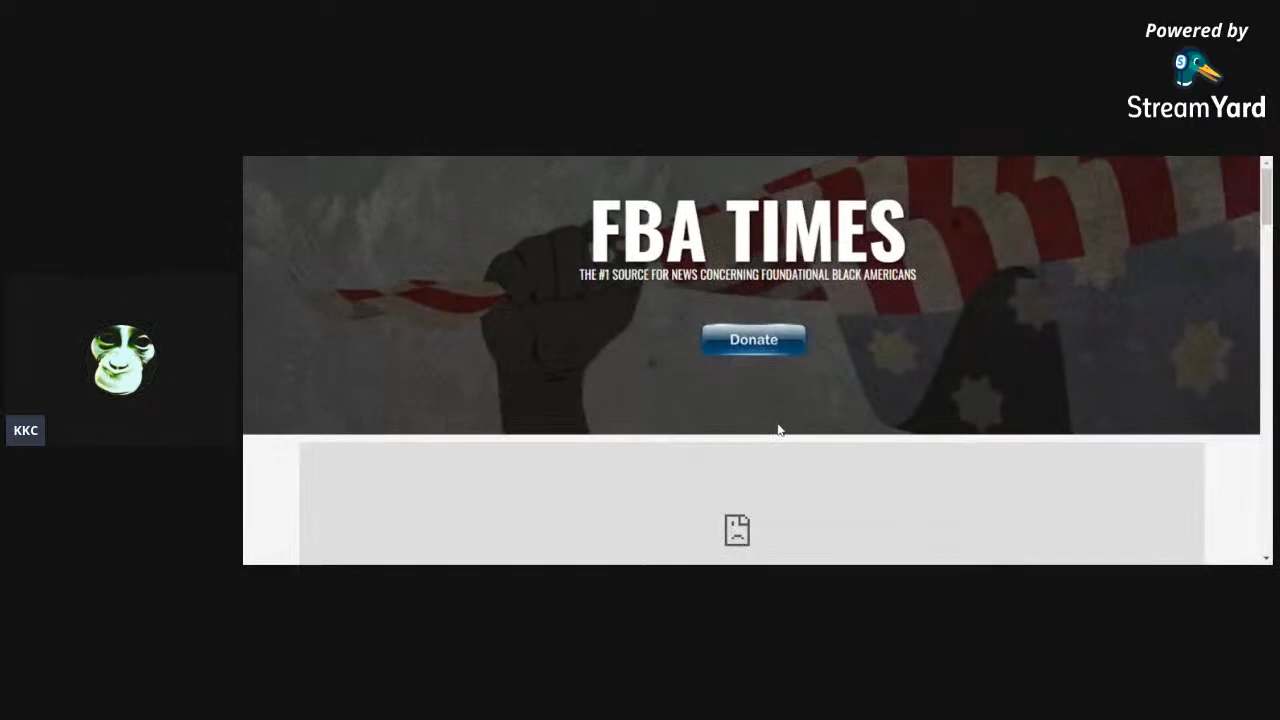 Powered by
StreamYard
FBA TIMES
THE #1 SOURCE FOR NEWS CONCERNING FOUNDATIONAL BLACK AMERICANS
Donate
KKC